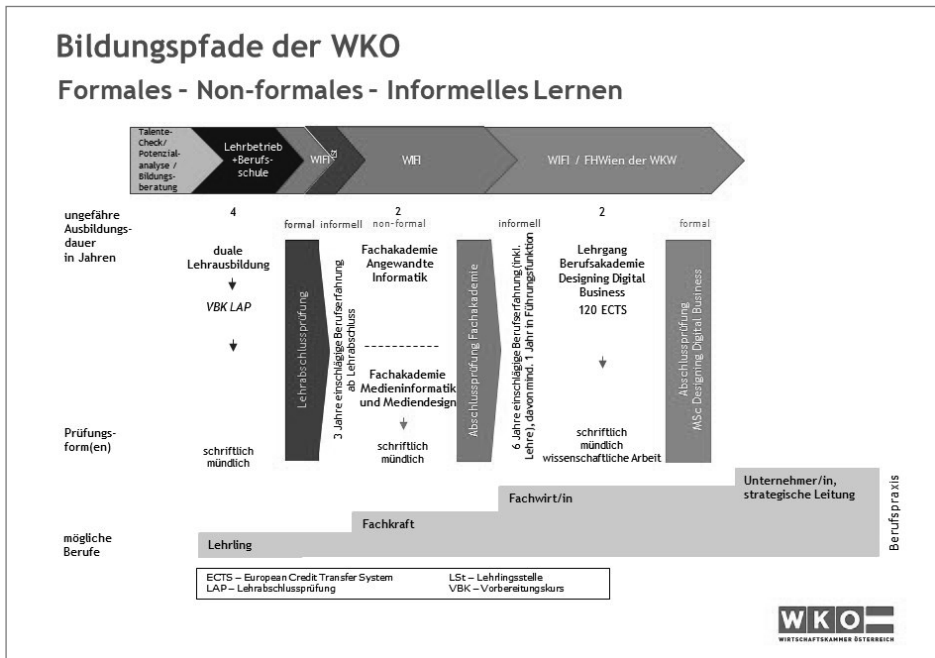 Bildungspfade der WKO
Formales – Non-formales – Informelles Lernen
Talente-
Check/
Potenzial-
analyse /
Bildungs-
beratung
Lehrbetrieb
+Berufs-
schule
WIFI
LSt
WIFI
WIFI / FHWien der WKW
ungefähre
Ausbildungs-
dauer
in Jahren
4
2
2
formal
informell
non-formal
informell
formal
duale
Lehrausbildung
VBK LAP
schriftlich
mündlich
Lehrabschlussprüfung
3 Jahre einschlägige Berufserfahrung
ab Lehrabschluss
Fachakademie
Angewandte
Informatik
Fachakademie
Medieninformatik
und Mediendesign
schriftlich
mündlich
Abschlussprüfung Fachakademie
6 Jahre einschlägige Berufserfahrung (inkl.
Lehre), davon mind. 1 Jahr in Führungsfunktion
Lehrgang
Berufsakademie
Designing Digital
Business
120 ECTS
schriftlich
mündlich
wissenschaftliche Arbeit
Abschlussprüfung
MSc Designing Digital Business
Prüfungs-
form(en)
mögliche
Berufe
Lehrling
Fachkraft
Fachwirt/in
Unternehmer/in,
strategische Leitung
Berufspraxis
ECTS – European Credit Transfer System
LAP – Lehrabschlussprüfung
LSt – Lehrlingsstelle
VBK – Vorbereitungskurs
WKO
WIRTSCHAFTSKAMMER ÖSTERREICH